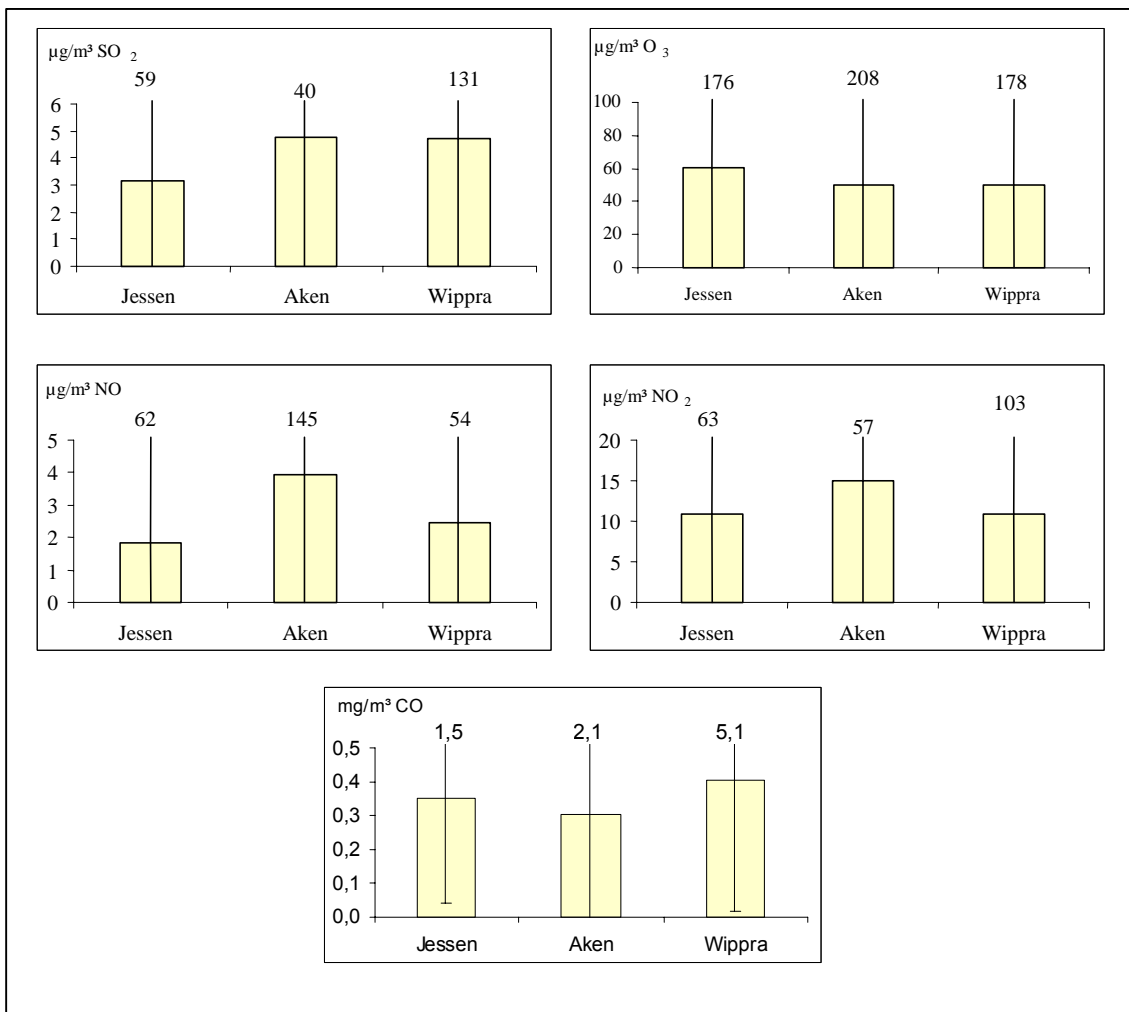 µg/m³ SO 2
59 40 131
6
5
4
3
2
1
0
Jessen Aken Wippra
µg/m³ O 3
176 208 178
100
80
60
40
20
0
Jessen Aken Wippra
µg/m³ NO
62 145 54
5
4
3
2
1
0
Jessen Aken Wippra
µg/m³ NO 2
63 57 103
20
15
10
5
0
Jessen Aken Wippra
mg/m³ CO
1,5 2,1 5,1
0,5
0,4
0,3
0,2
0,1
0,0
Jessen Aken Wippra